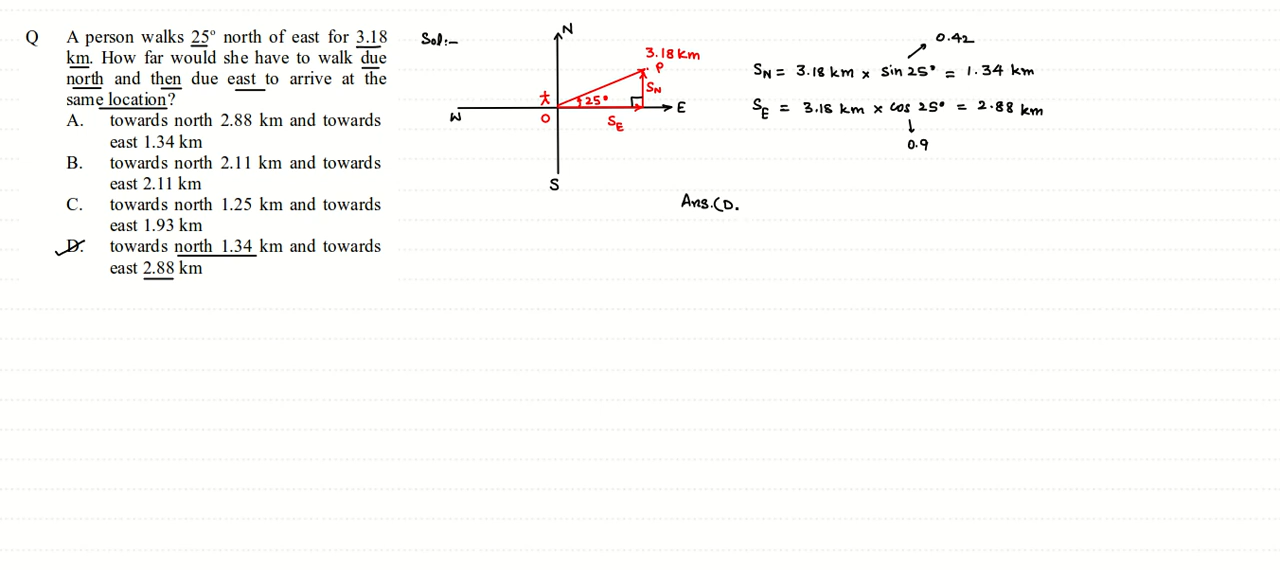 Q A person walks 25° north of east for 3.18
km. How far would she have to walk due
north and then due east to arrive at the
same location?
A. towards north 2.88 km and towards
east 1.34 km
B. towards north 2.11 km and towards
east 2.11 km
C. towards north 1.25 km and towards
east 1.93 km
D. towards north 1.34 km and towards
east 2.88 km
Sol:-
N
3.18 km
P
SN
25°
W
O
E
SE
S
0.42
SN = 3.18 km × sin 25° = 1.34 km
SE = 3.18 km × cos 25° = 2.88 km
0.9
Ans.(D.